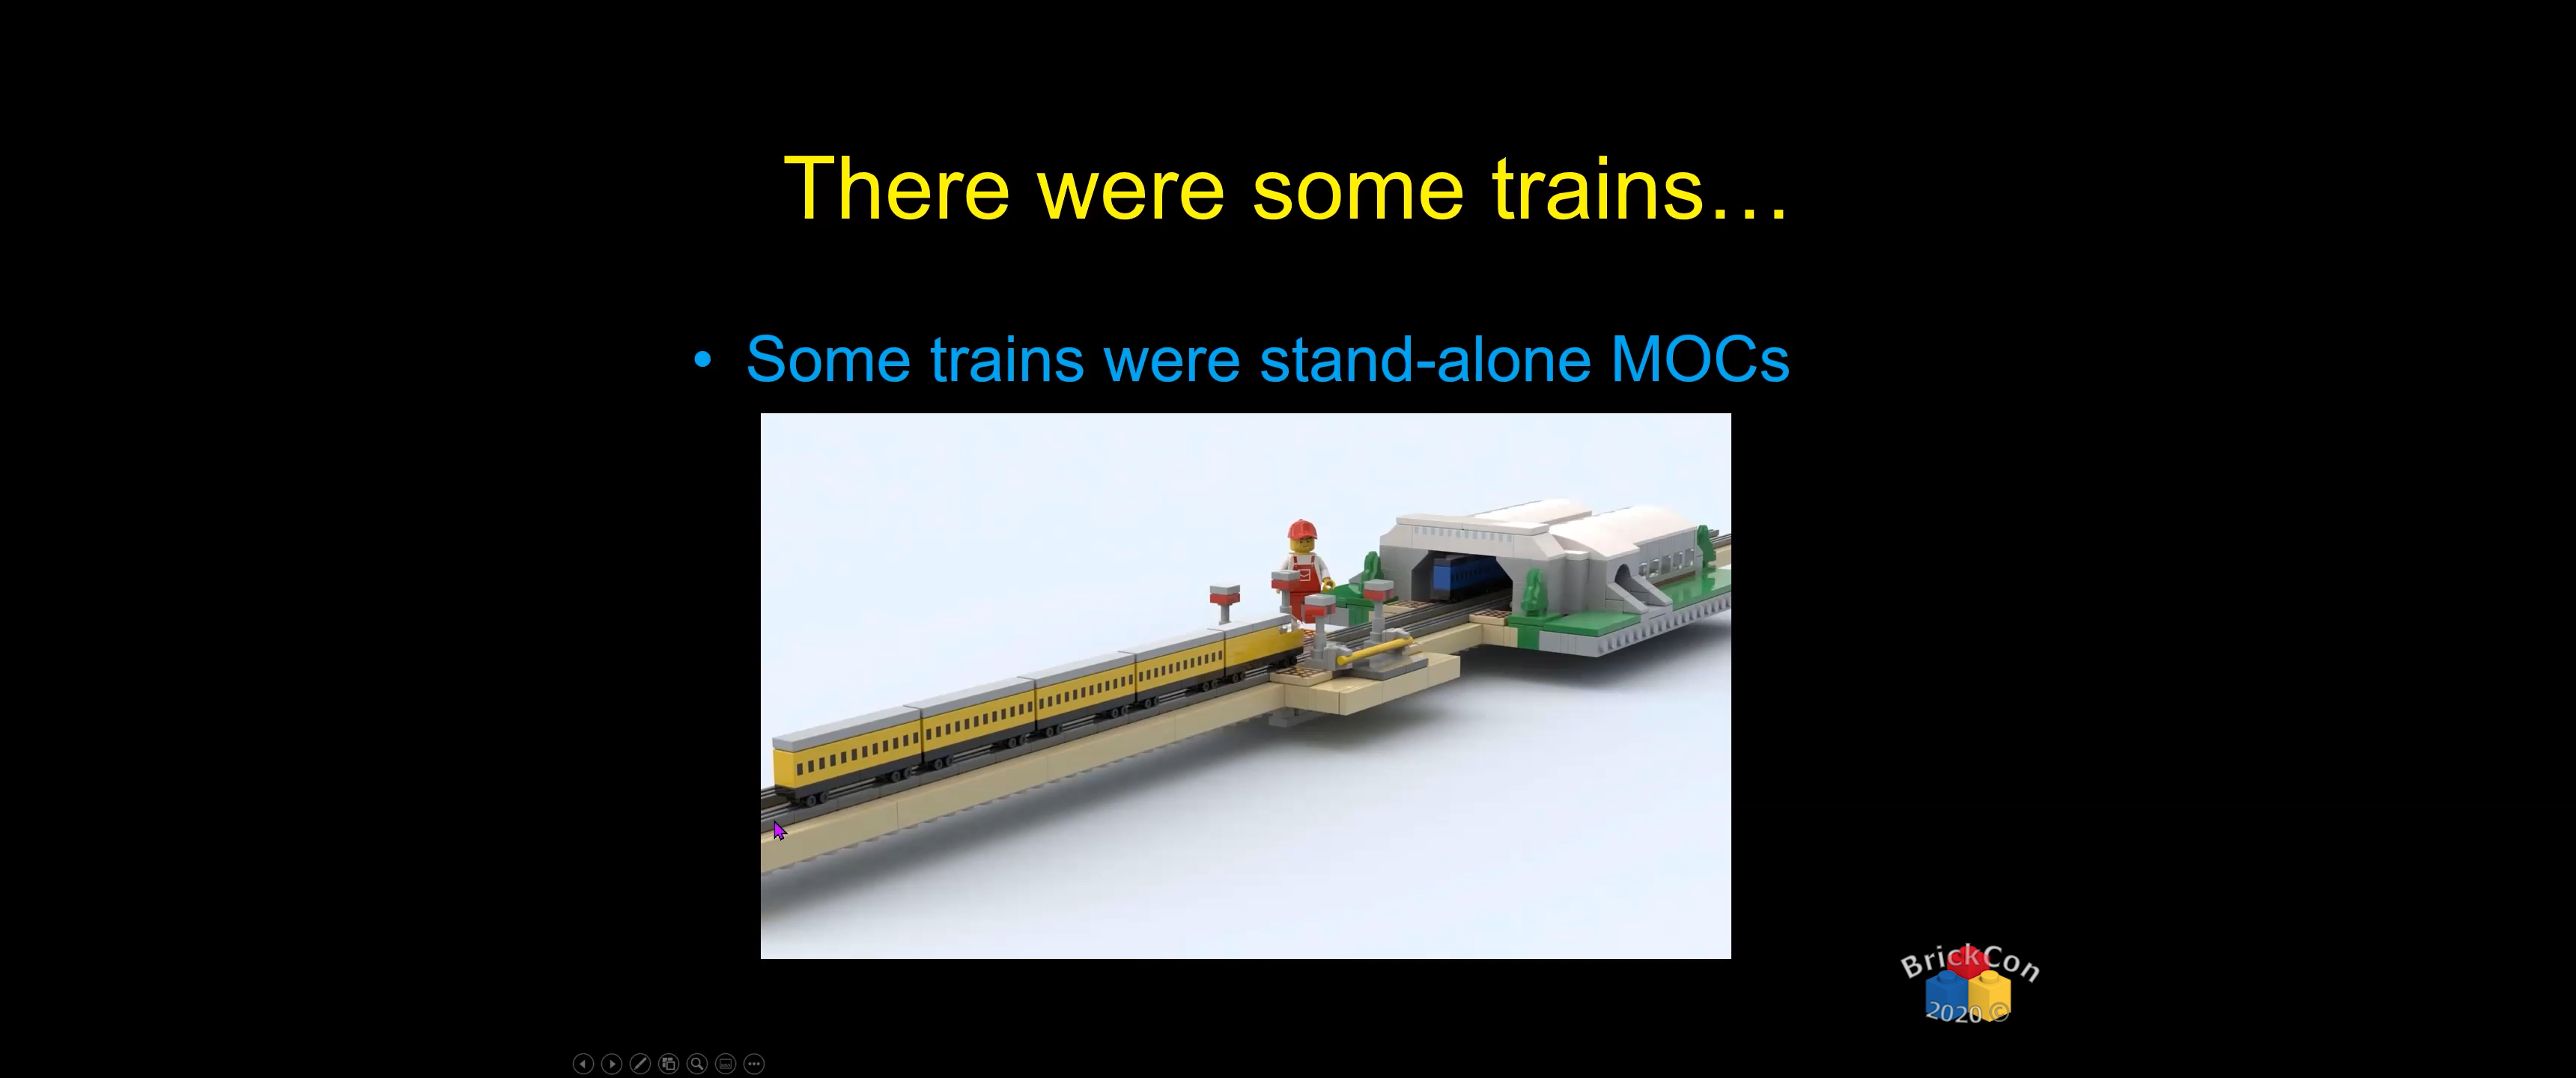 There were some trains…
• Some trains were stand-alone MOCs
BrickCon
2020 ©